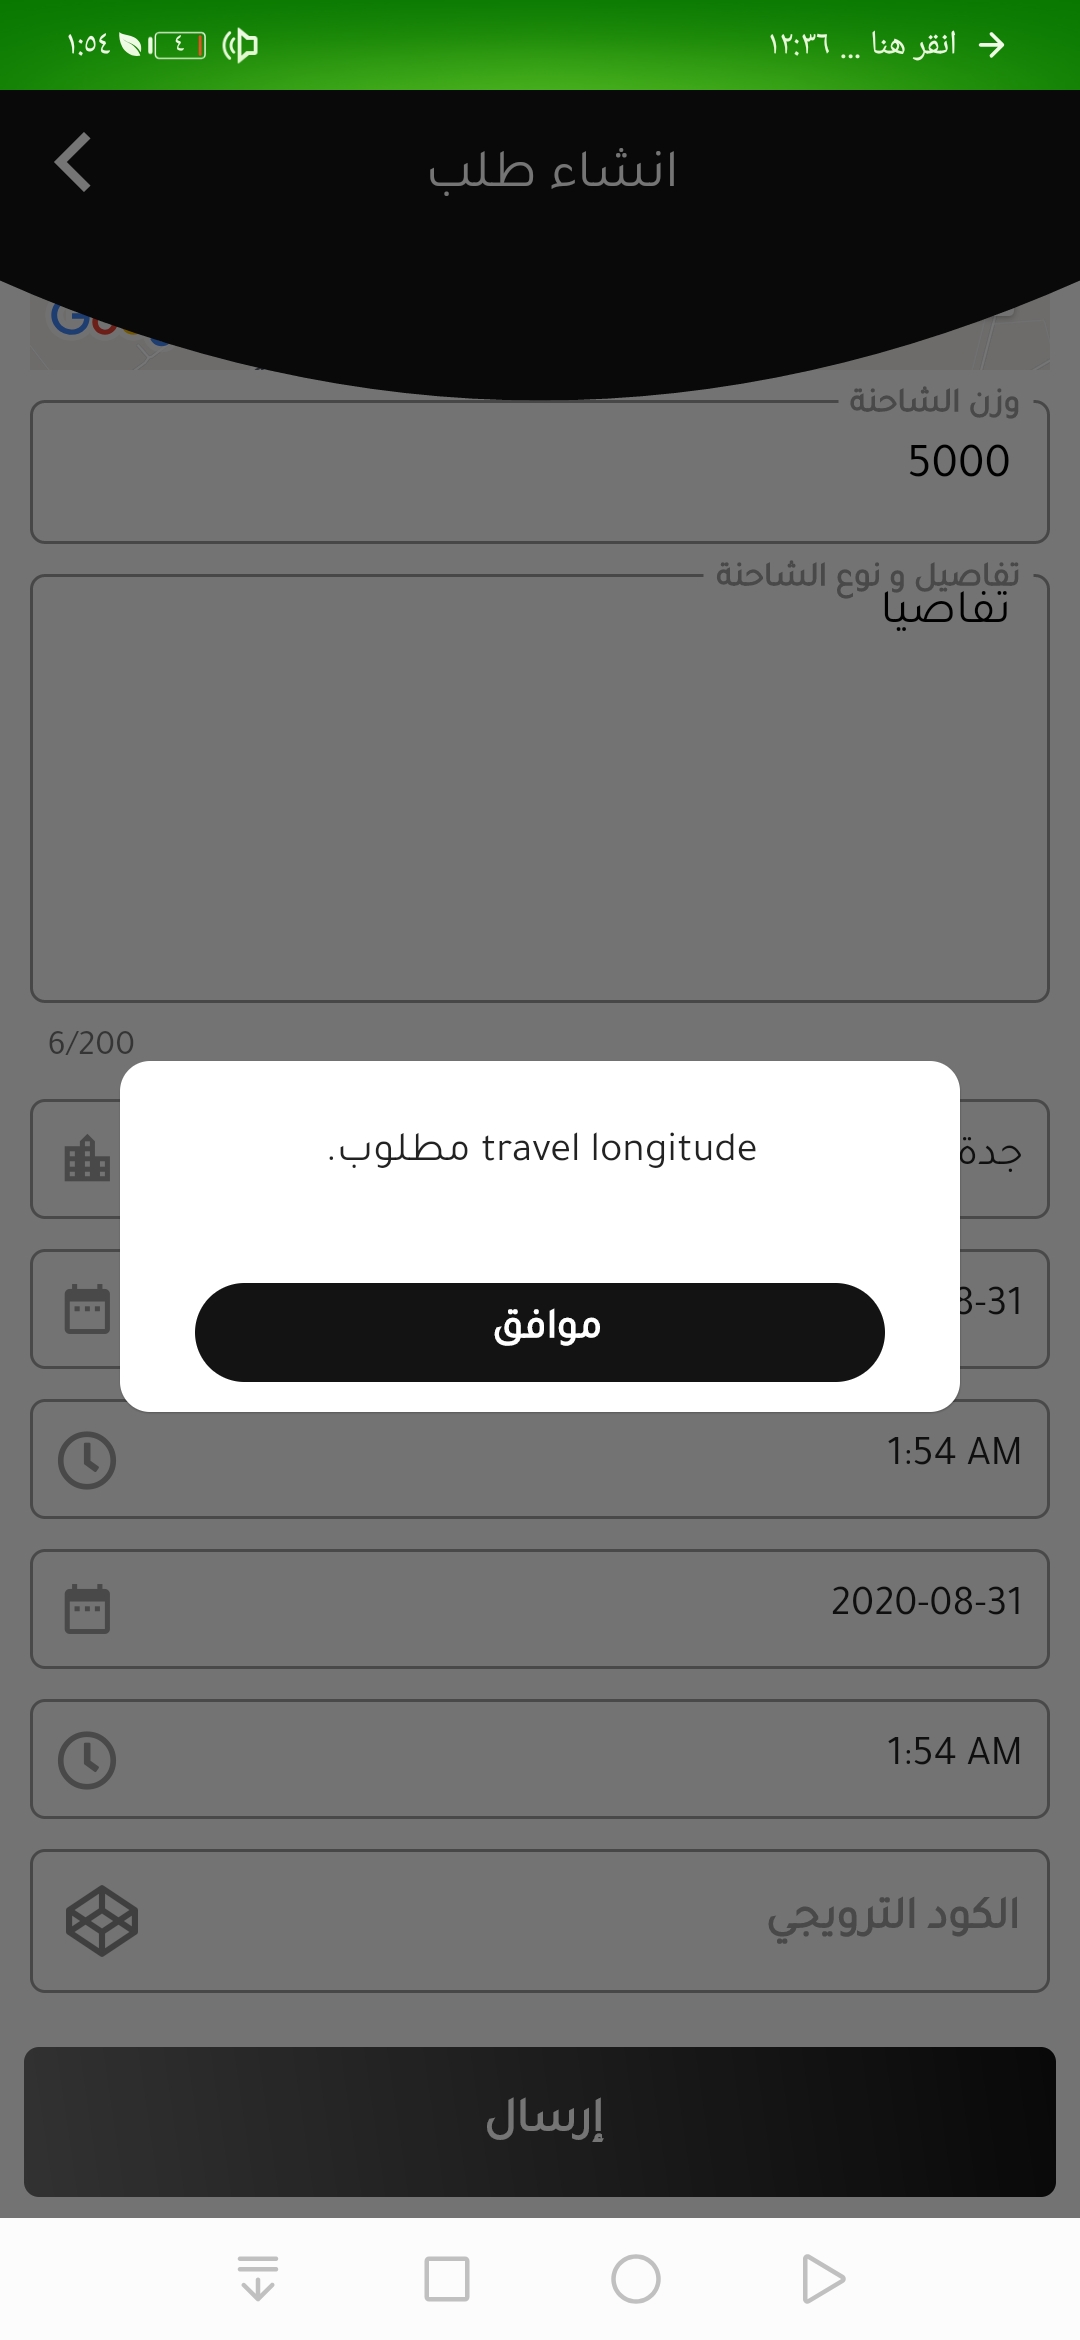 ١:٥٤
٤
انقر هنا ... ١٢:٣٦
انشاء طلب
وزن الشاحنة
5000
تفاصيل و نوع الشاحنة
تفاصيا
6/200
travel longitude مطلوب.
موافق
جدة
8-31
1:54 AM
2020-08-31
1:54 AM
الكود الترويجي
إرسال